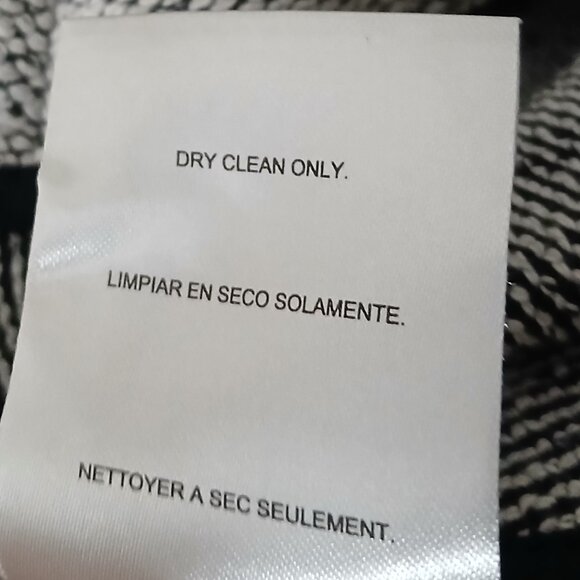 DRY CLEAN ONLY.
LIMPIAR EN SECO SOLAMENTE.
NETTOYER A SEC SEULEMENT.